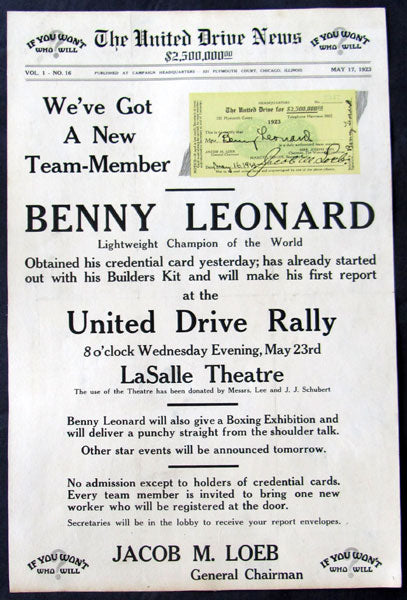 IF YOU WON'T
WHO WILL
?
The United Drive News
$2,500,000.00
IF YOU WON'T
WHO WILL
?
VOL. 1 - NO. 16
PUBLISHED AT CAMPAIGN HEADQUARTERS
CHICAGO, ILLINOIS
MAY 17, 1923
We've Got
A New
Team-Member
HEADQUARTERS
The United Drive for $2,500,000
1923
Benny Leonard
Jacob M. Loeb
BENNY LEONARD
Lightweight Champion of the World
Obtained his credential card yesterday; has already started
out with his Builders Kit and will make his first report
at the
United Drive Rally
8 o'clock Wednesday Evening, May 23rd
LaSalle Theatre
The use of the Theatre has been donated by Messrs. Lee and J. J. Schubert
Benny Leonard will also give a Boxing Exhibition and
will deliver a punchy straight from the shoulder talk.
Other star events will be announced tomorrow.
No admission except to holders of credential cards.
Every team member is invited to bring one new
worker who will be registered at the door.
Secretaries will be in the lobby to receive your report envelopes.
IF YOU WON'T
WHO WILL
?
JACOB M. LOEB
General Chairman
IF YOU WON'T
WHO WILL
?